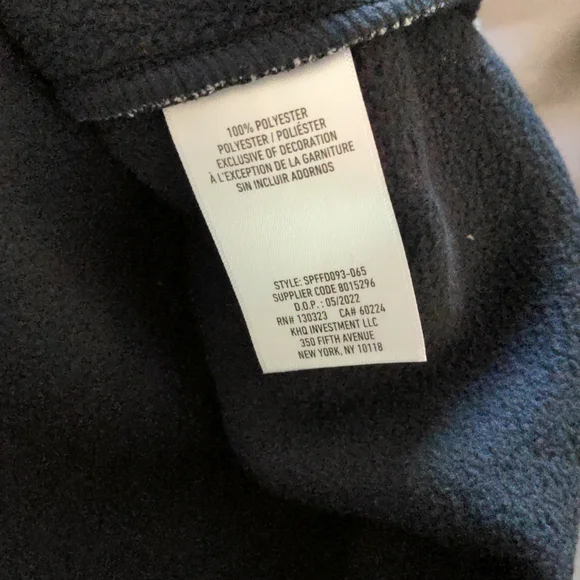 100% POLYESTER
POLYESTER / POLIÉSTER
EXCLUSIVE OF DECORATION
À L'EXCEPTION DE LA GARNITURE
SIN INCLUIR ADORNOS
STYLE: SPFFD093-065
SUPPLIER CODE 8015296
D.O.P.: 05/2022
RN# 130323 CA# 60224
KHQ INVESTMENT LLC
350 FIFTH AVENUE
NEW YORK, NY 10118